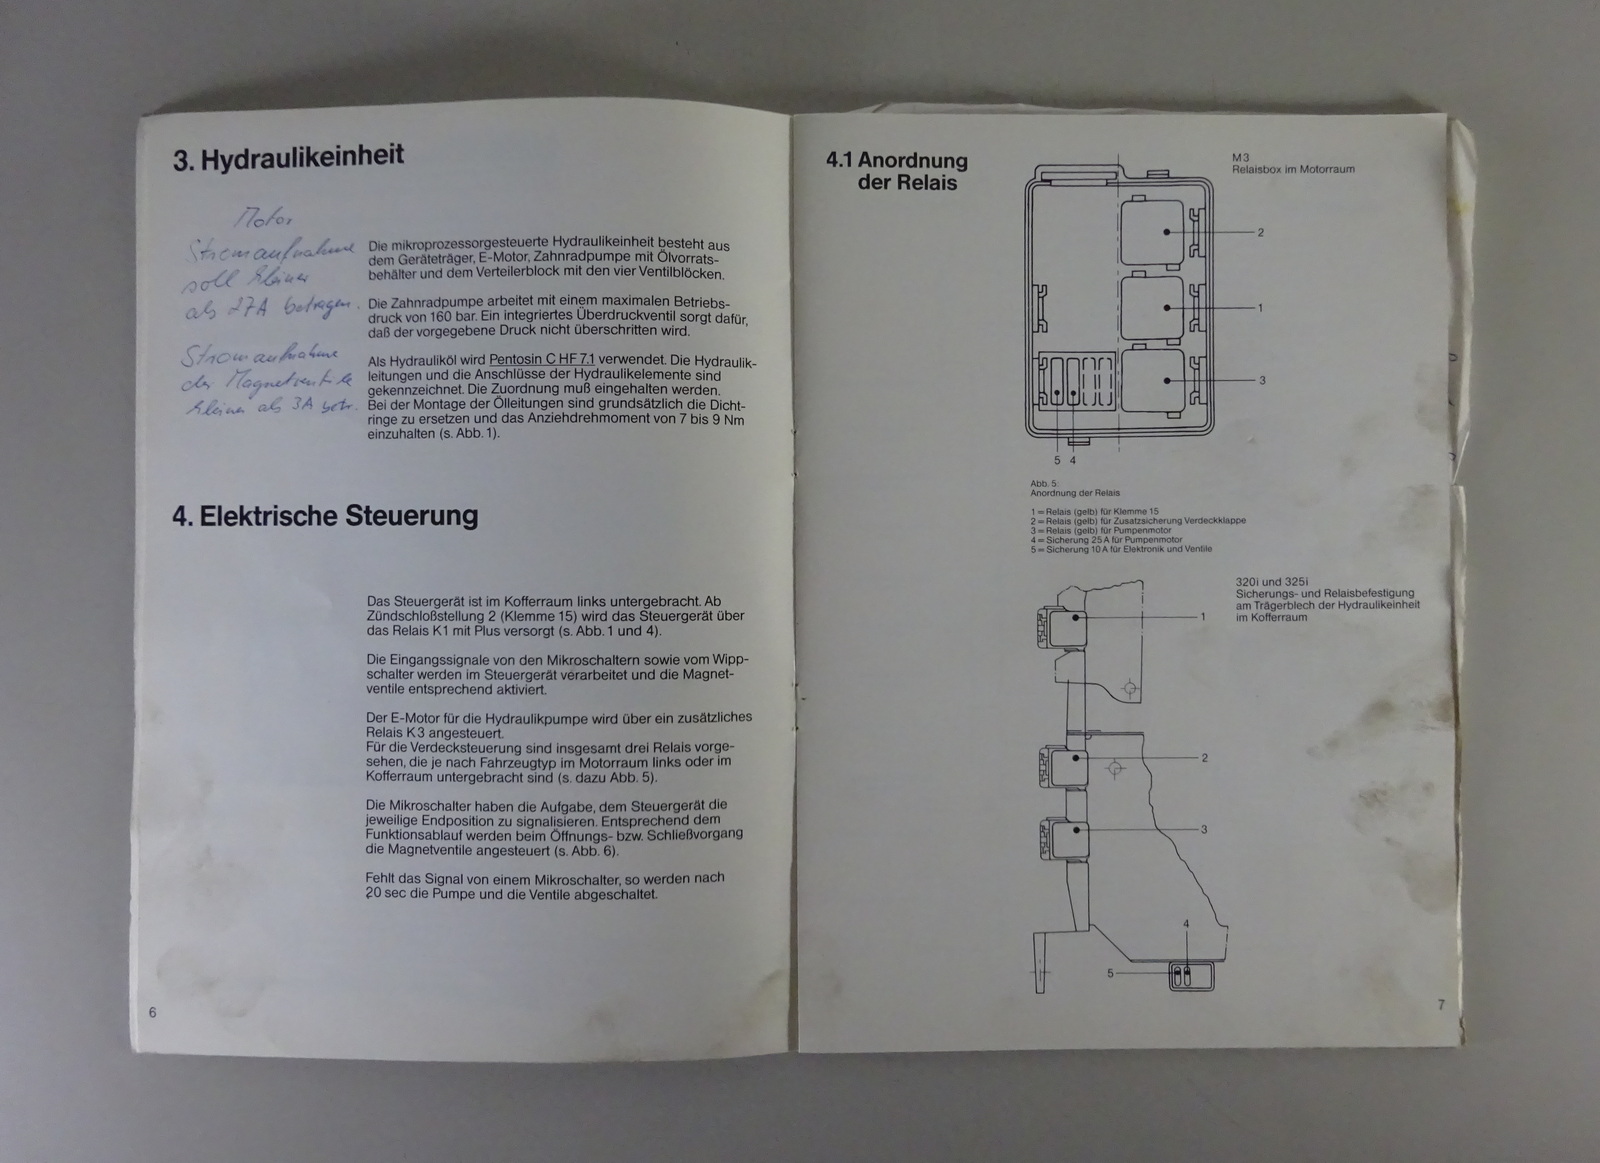 3. Hydraulikeinheit
Motor
Stromaufnahme
soll kleiner
als 27A betragen.
Stromaufnahme
der Magnetventile
kleiner als 3A betr.
Die mikroprozessorgesteuerte Hydraulikeinheit besteht aus
dem Geräteträger, E-Motor, Zahnradpumpe mit Ölvorrats-
behälter und dem Verteilerblock mit den vier Ventilblöcken.
Die Zahnradpumpe arbeitet mit einem maximalen Betriebs-
druck von 160 bar. Ein integriertes Überdruckventil sorgt dafür,
daß der vorgegebene Druck nicht überschritten wird.
Als Hydrauliköl wird Pentosin C HF 7.1 verwendet. Die Hydraulik-
leitungen und die Anschlüsse der Hydraulikelemente sind
gekennzeichnet. Die Zuordnung muß eingehalten werden.
Bei der Montage der Ölleitungen sind grundsätzlich die Dicht-
ringe zu ersetzen und das Anziehdrehmoment von 7 bis 9 Nm
einzuhalten (s. Abb. 1).
4. Elektrische Steuerung
Das Steuergerät ist im Kofferraum links untergebracht. Ab
Zündschloßstellung 2 (Klemme 15) wird das Steuergerät über
das Relais K1 mit Plus versorgt (s. Abb. 1 und 4).
Die Eingangssignale von den Mikroschaltern sowie vom Wipp-
schalter werden im Steuergerät verarbeitet und die Magnet-
ventile entsprechend aktiviert.
Der E-Motor für die Hydraulikpumpe wird über ein zusätzliches
Relais K3 angesteuert.
Für die Verdecksteuerung sind insgesamt drei Relais vorge-
sehen, die je nach Fahrzeugtyp im Motorraum links oder im
Kofferraum untergebracht sind (s. dazu Abb. 5).
Die Mikroschalter haben die Aufgabe, dem Steuergerät die
jeweilige Endposition zu signalisieren. Entsprechend dem
Funktionsablauf werden beim Öffnungs- bzw. Schließvorgang
die Magnetventile angesteuert (s. Abb. 6).
Fehlt das Signal von einem Mikroschalter, so werden nach
20 sec die Pumpe und die Ventile abgeschaltet.
6
4.1 Anordnung
der Relais
M3
Relaisbox im Motorraum
2
1
3
5 4
Abb. 5:
Anordnung der Relais
1 = Relais (gelb) für Klemme 15
2 = Relais (gelb) für Zusatzsicherung Verdeckklappe
3 = Relais (gelb) für Pumpenmotor
4 = Sicherung 25 A für Pumpenmotor
5 = Sicherung 10 A für Elektronik und Ventile
320i und 325i
Sicherungs- und Relaisbefestigung
am Trägerblech der Hydraulikeinheit
im Kofferraum
1
2
3
4
5
7